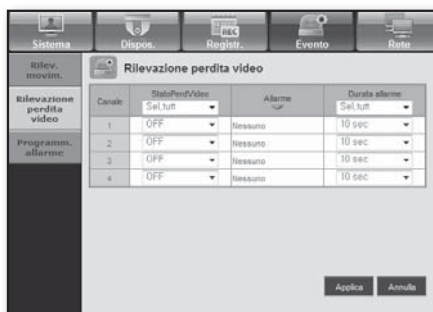 Sistema Dispos. Registr. Evento Rete
REC
Rilev.
movim.
Rilevazione
perdita
video
Programm.
allarme
Rilevazione perdita video
Canale StatoPerdVideo Allarme Durata allarme
Sel.tutt Sel.tutt
1 OFF Nessuno 10 sec
2 OFF Nessuno 10 sec
3 OFF Nessuno 10 sec
4 OFF Nessuno 10 sec
Applica Annulla